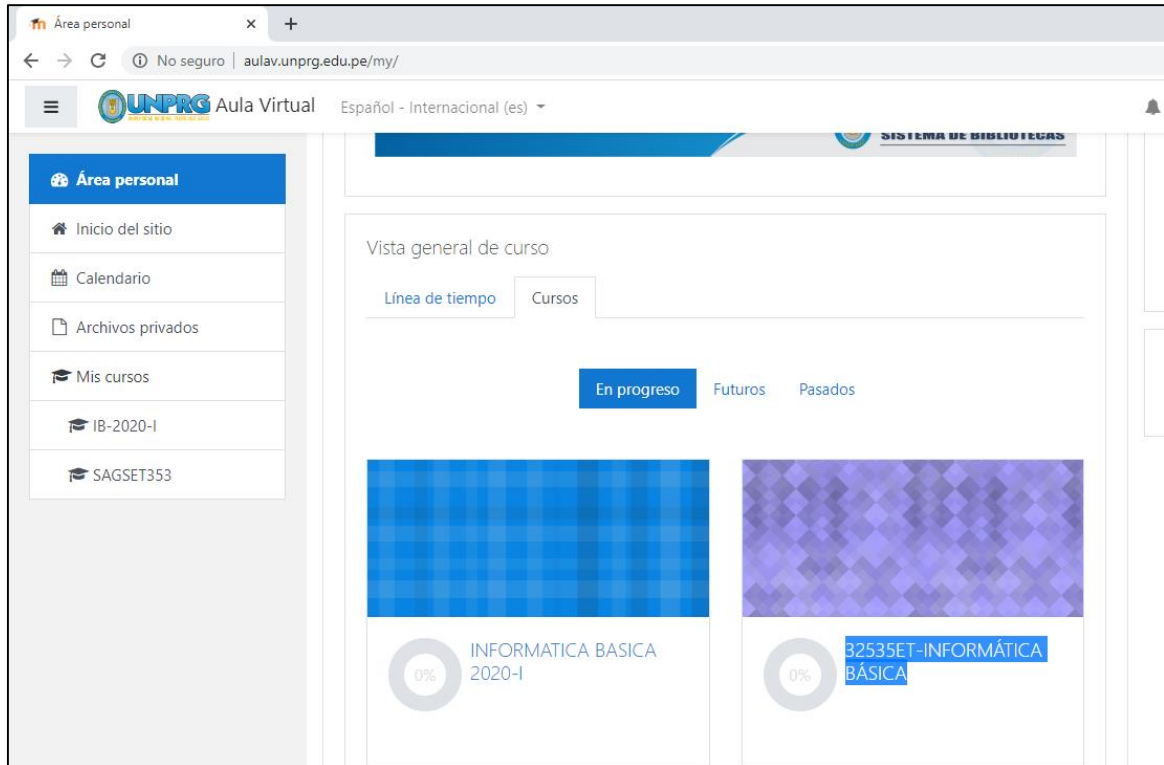 Área personal
No seguro | aulav.unprg.edu.pe/my/
UNPRG Aula Virtual Español - Internacional (es)
SISTEMA DE BIBLIOTECAS
Área personal
Inicio del sitio
Calendario
Archivos privados
Mis cursos
IB-2020-I
SAGSET353
Vista general de curso
Línea de tiempo Cursos
En progreso Futuros Pasados
0%
INFORMATICA BASICA
2020-I
0%
32535ET-INFORMÁTICA
BÁSICA